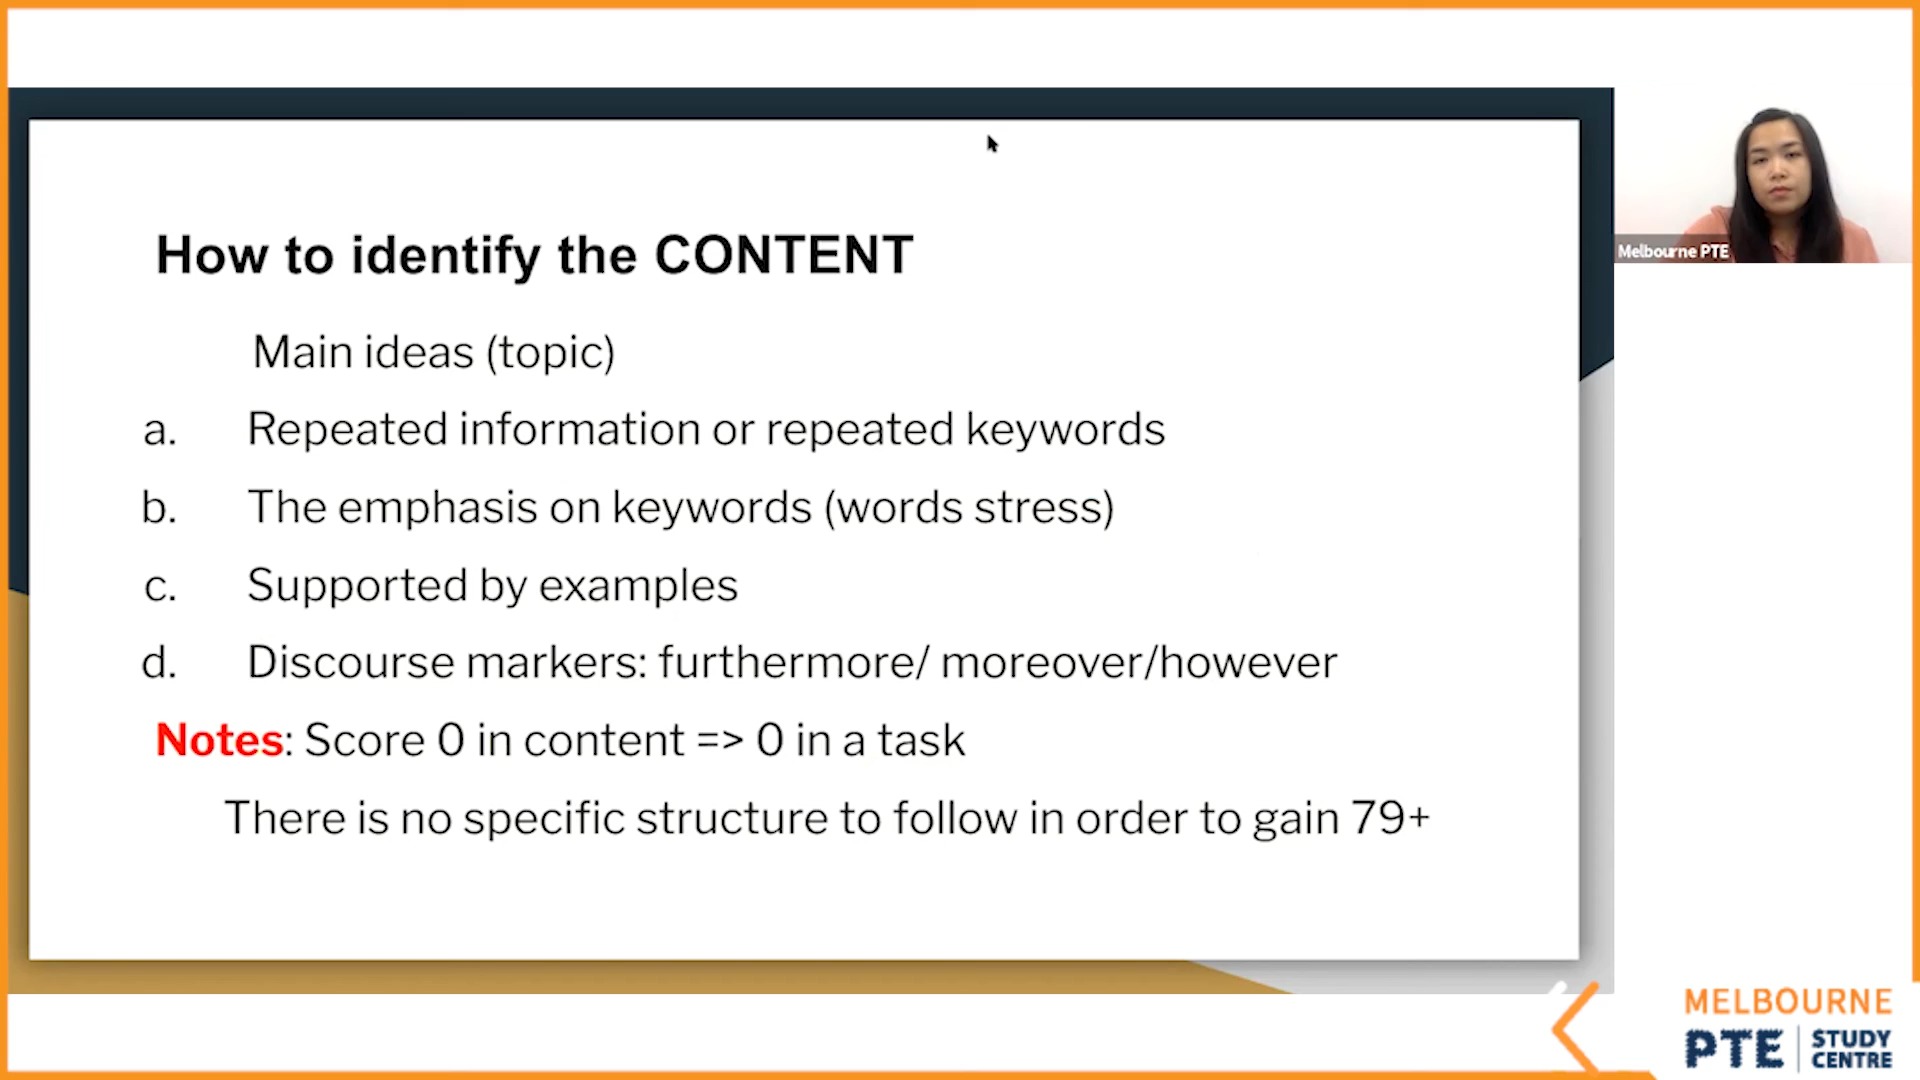 How to identify the CONTENT
Main ideas (topic)
a. Repeated information or repeated keywords
b. The emphasis on keywords (words stress)
c. Supported by examples
d. Discourse markers: furthermore/ moreover/however
Notes: Score 0 in content => 0 in a task
There is no specific structure to follow in order to gain 79+
Melbourne PTE
MELBOURNE
PTE STUDY
CENTRE